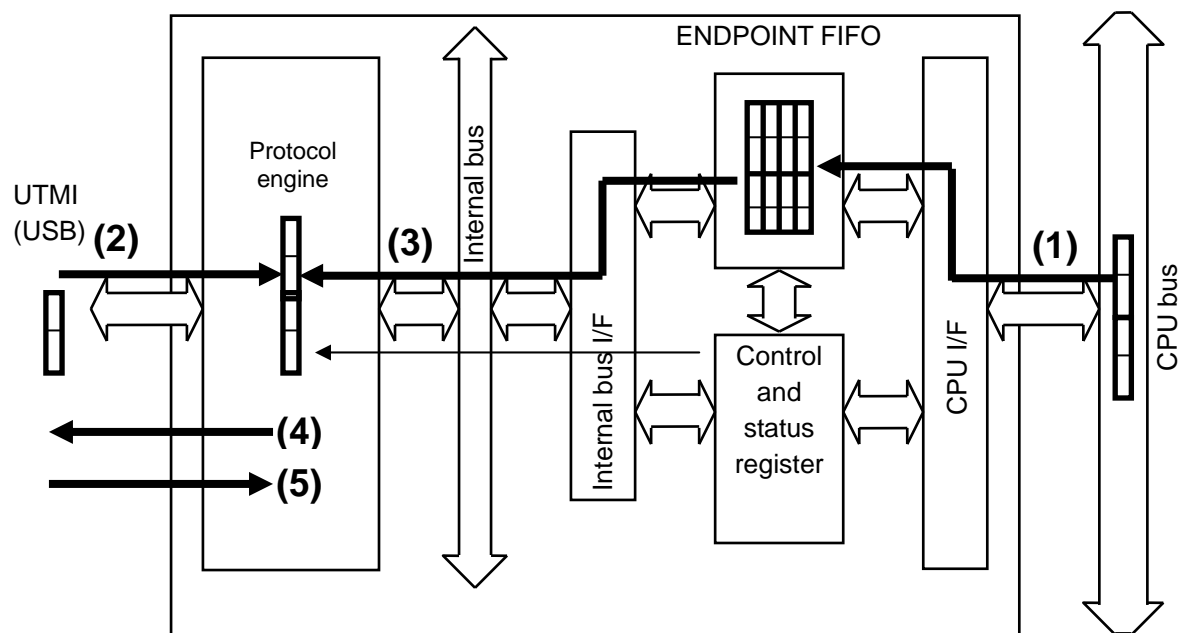 ENDPOINT FIFO
Protocol
engine
Internal bus
UTMI
(USB)
(2)
(3)
(1)
Internal bus I/F
CPU I/F
CPU bus
Control
and
status
register
(4)
(5)